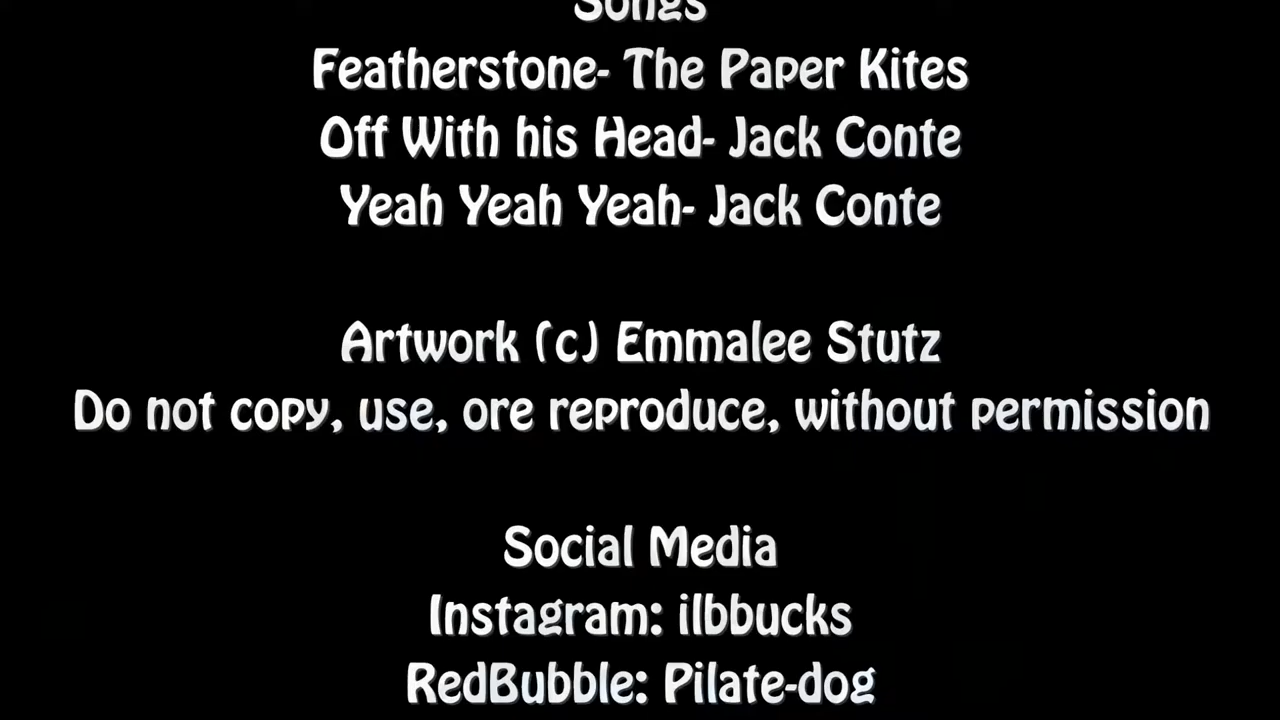 Songs
Featherstone- The Paper Kites
Off With his Head- Jack Conte
Yeah Yeah Yeah- Jack Conte
Artwork (c) Emmalee Stutz
Do not copy, use, ore reproduce, without permission
Social Media
Instagram: ilbbucks
RedBubble: Pilate-dog